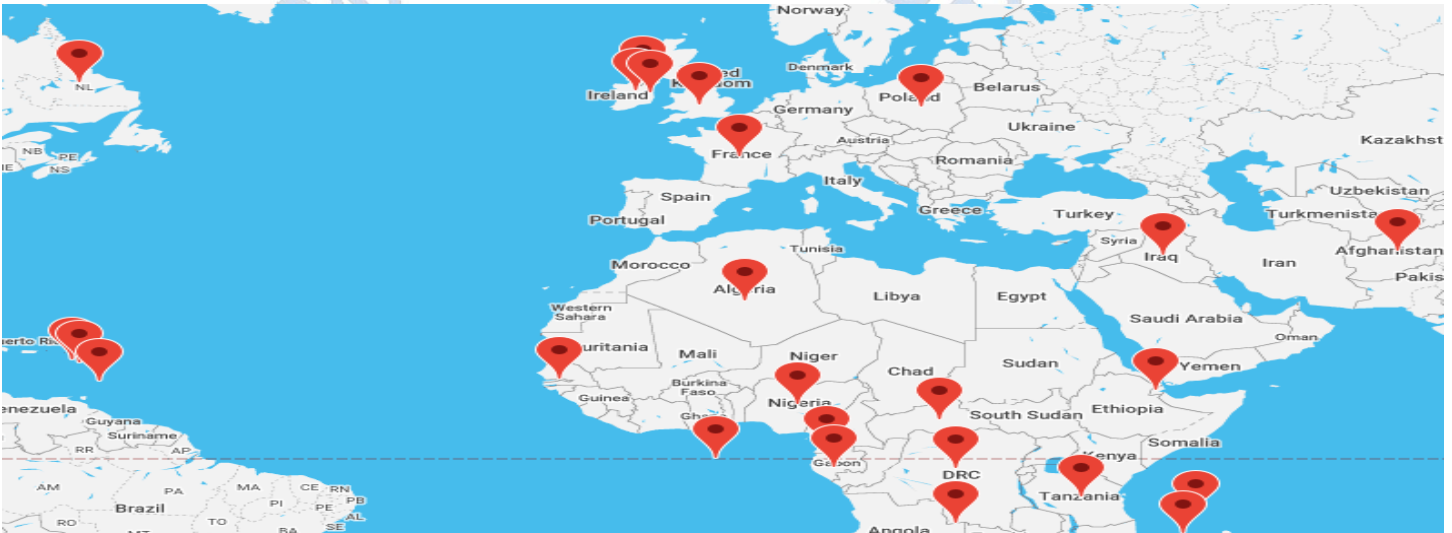 Norway
Denmark
United
Kingdom
NL
Ireland
Poland
Belarus
Germany
Ukraine
Kazakhst
NB
PE
IE
NS
France
Austria
Romania
Italy
Uzbekistan
Spain
Portugal
Greece
Turkey
Turkmenista
Tunisia
Syria
Afghanistan
Morocco
Iraq
Iran
Pakis
Algeria
Libya
Egypt
Western
Sahara
Saudi Arabia
Oman
uerto Ri
uritania
Mali
Niger
Chad
Sudan
Yemen
Burkina
Faso
Guinea
Nigeria
enezuela
Guyana
Suriname
Ghana
South Sudan
Ethiopia
RR
AP
Somalia
Kenya
Gabon
DRC
Tanzania
AM
PA
MA
CE
RN
PB
PI
PE
AL
Brazil
RO
TO
SE
BA
MT
Angola